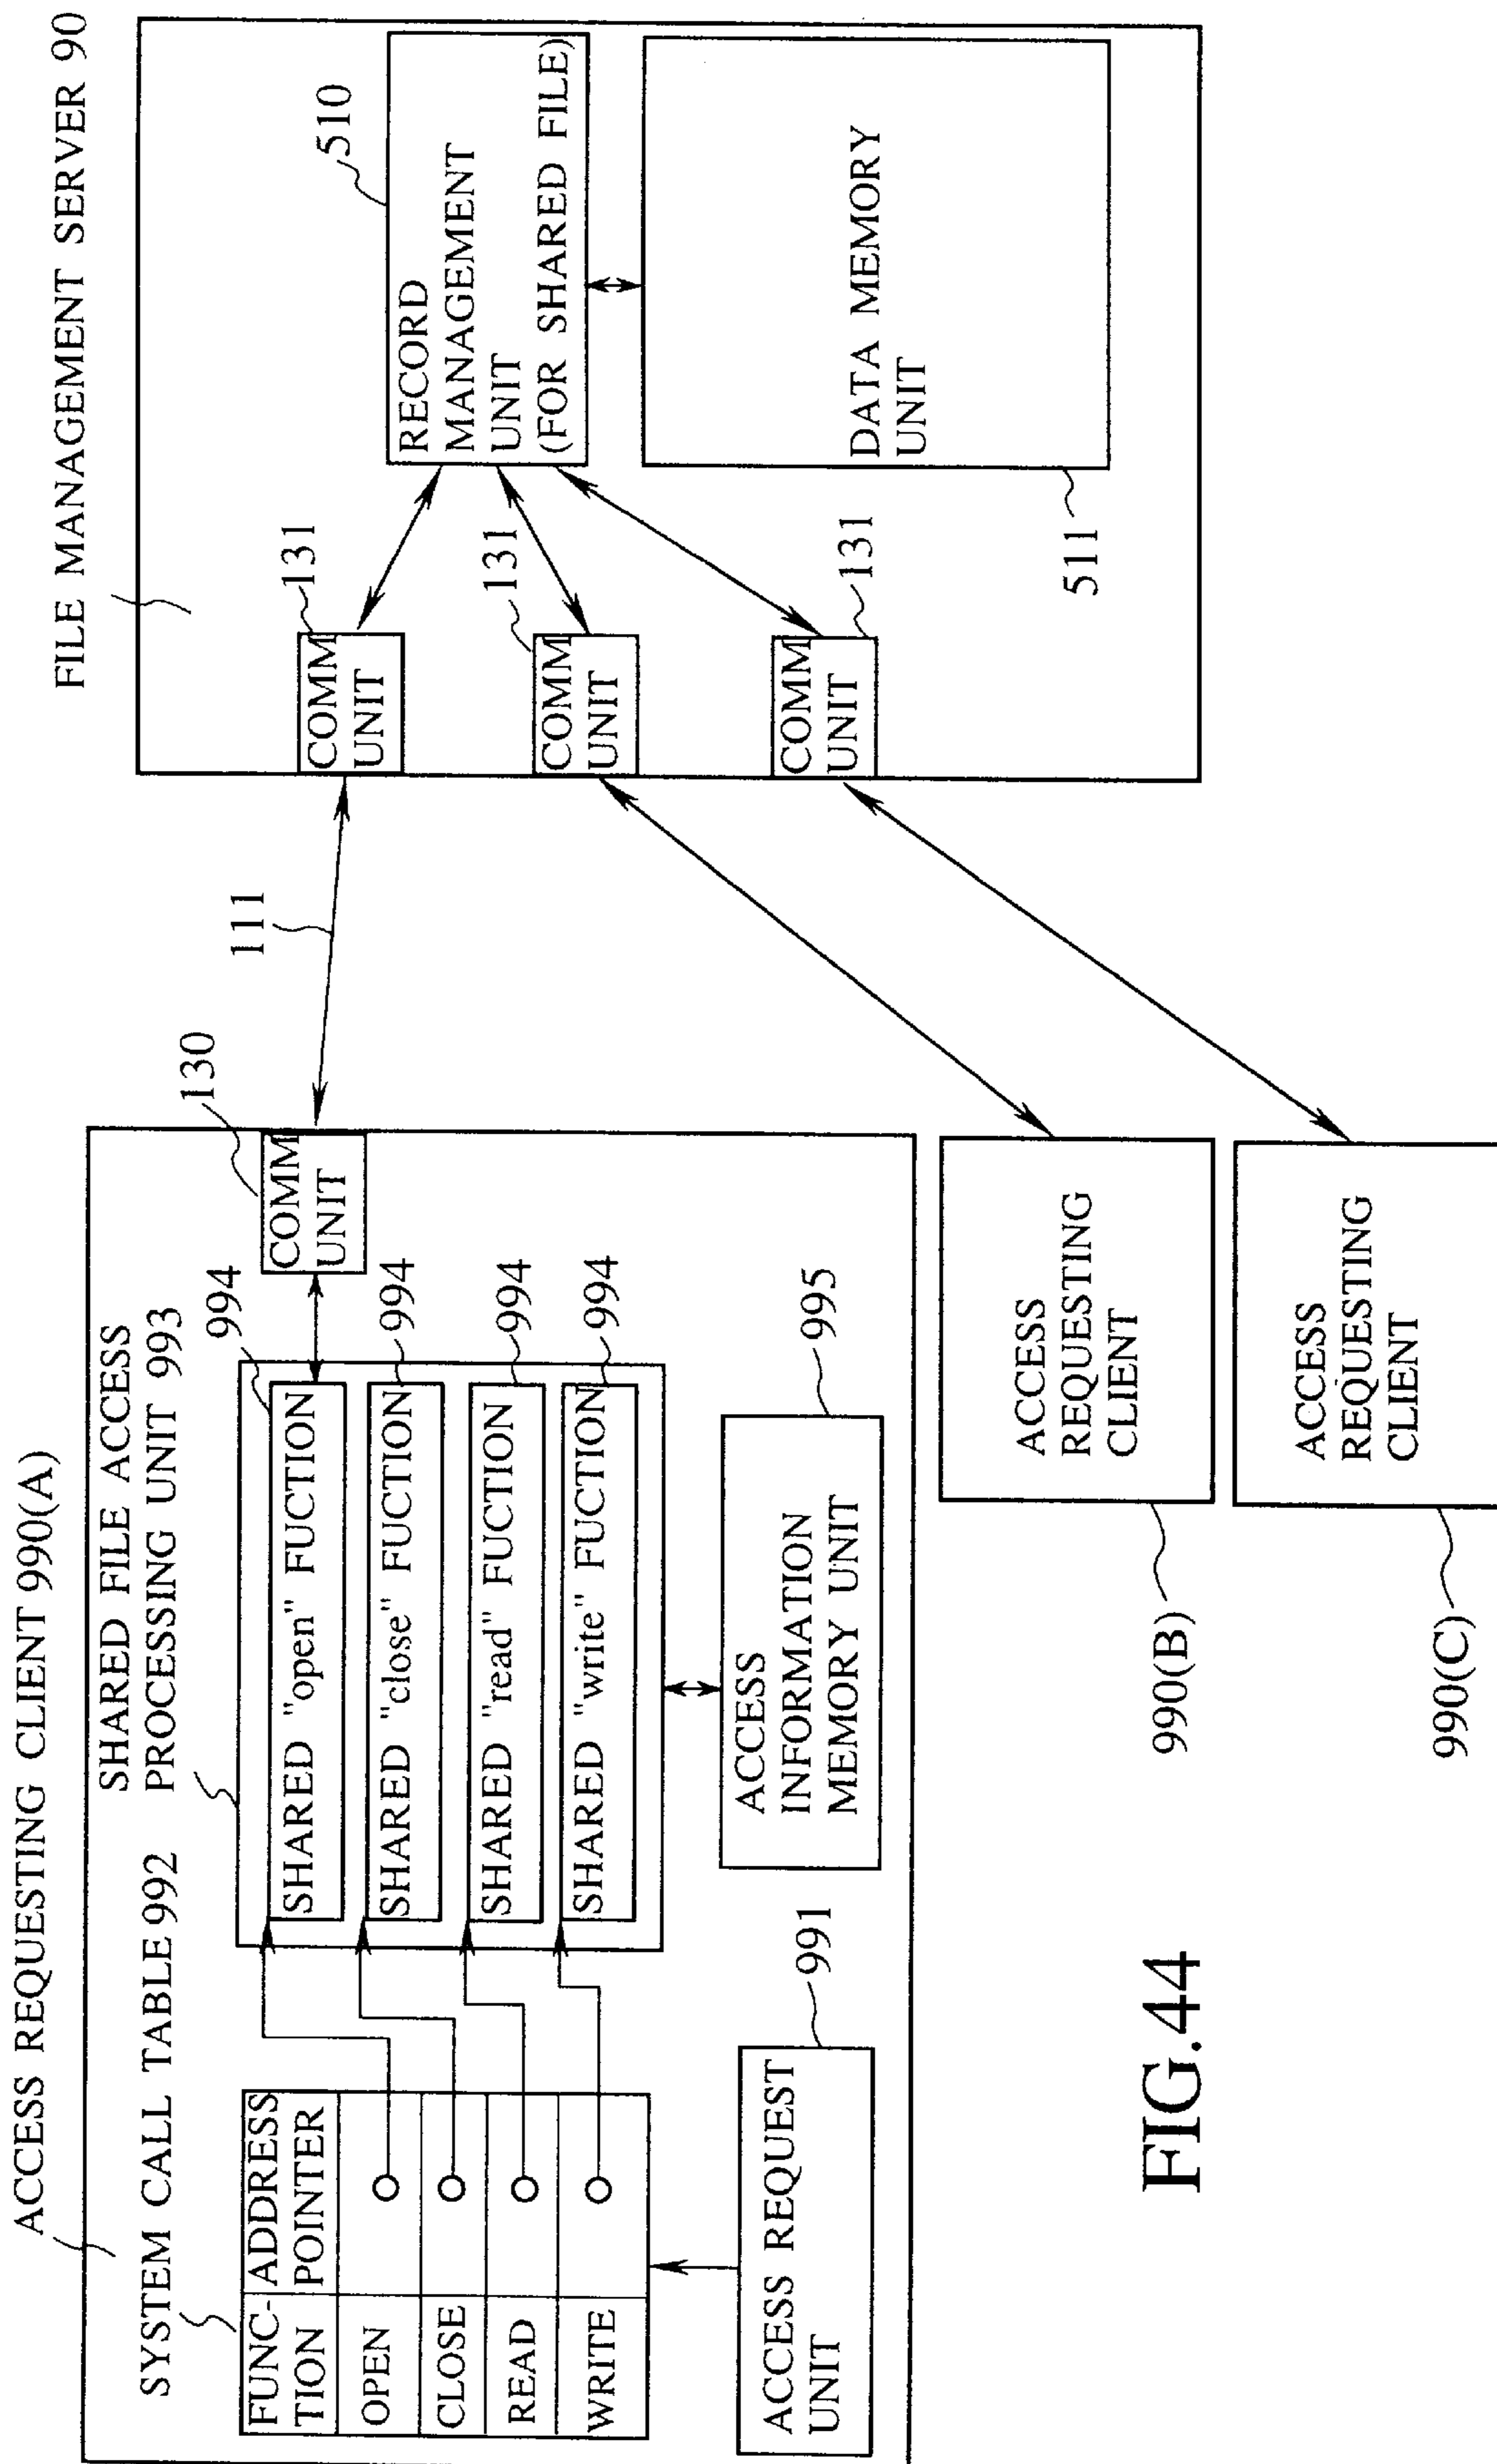 ACCESS REQUESTING CLIENT 990(A)
SYSTEM CALL TABLE 992
FUNC-
TION
ADDRESS
POINTER
OPEN
CLOSE
READ
WRITE
ACCESS REQUEST
UNIT
991
SHARED FILE ACCESS
PROCESSING UNIT 993
994
SHARED "open" FUCTION
SHARED "close" FUCTION
994
SHARED "read" FUCTION
994
SHARED "write" FUCTION
994
ACCESS
INFORMATION
MEMORY UNIT
995
130
COMM
UNIT
111
FILE MANAGEMENT SERVER 90
COMM
UNIT
131
COMM
UNIT
131
COMM
UNIT
131
RECORD
MANAGEMENT
UNIT
(FOR SHARED FILE)
510
DATA MEMORY
UNIT
511
ACCESS
REQUESTING
CLIENT
990(B)
ACCESS
REQUESTING
CLIENT
990(C)
FIG.44